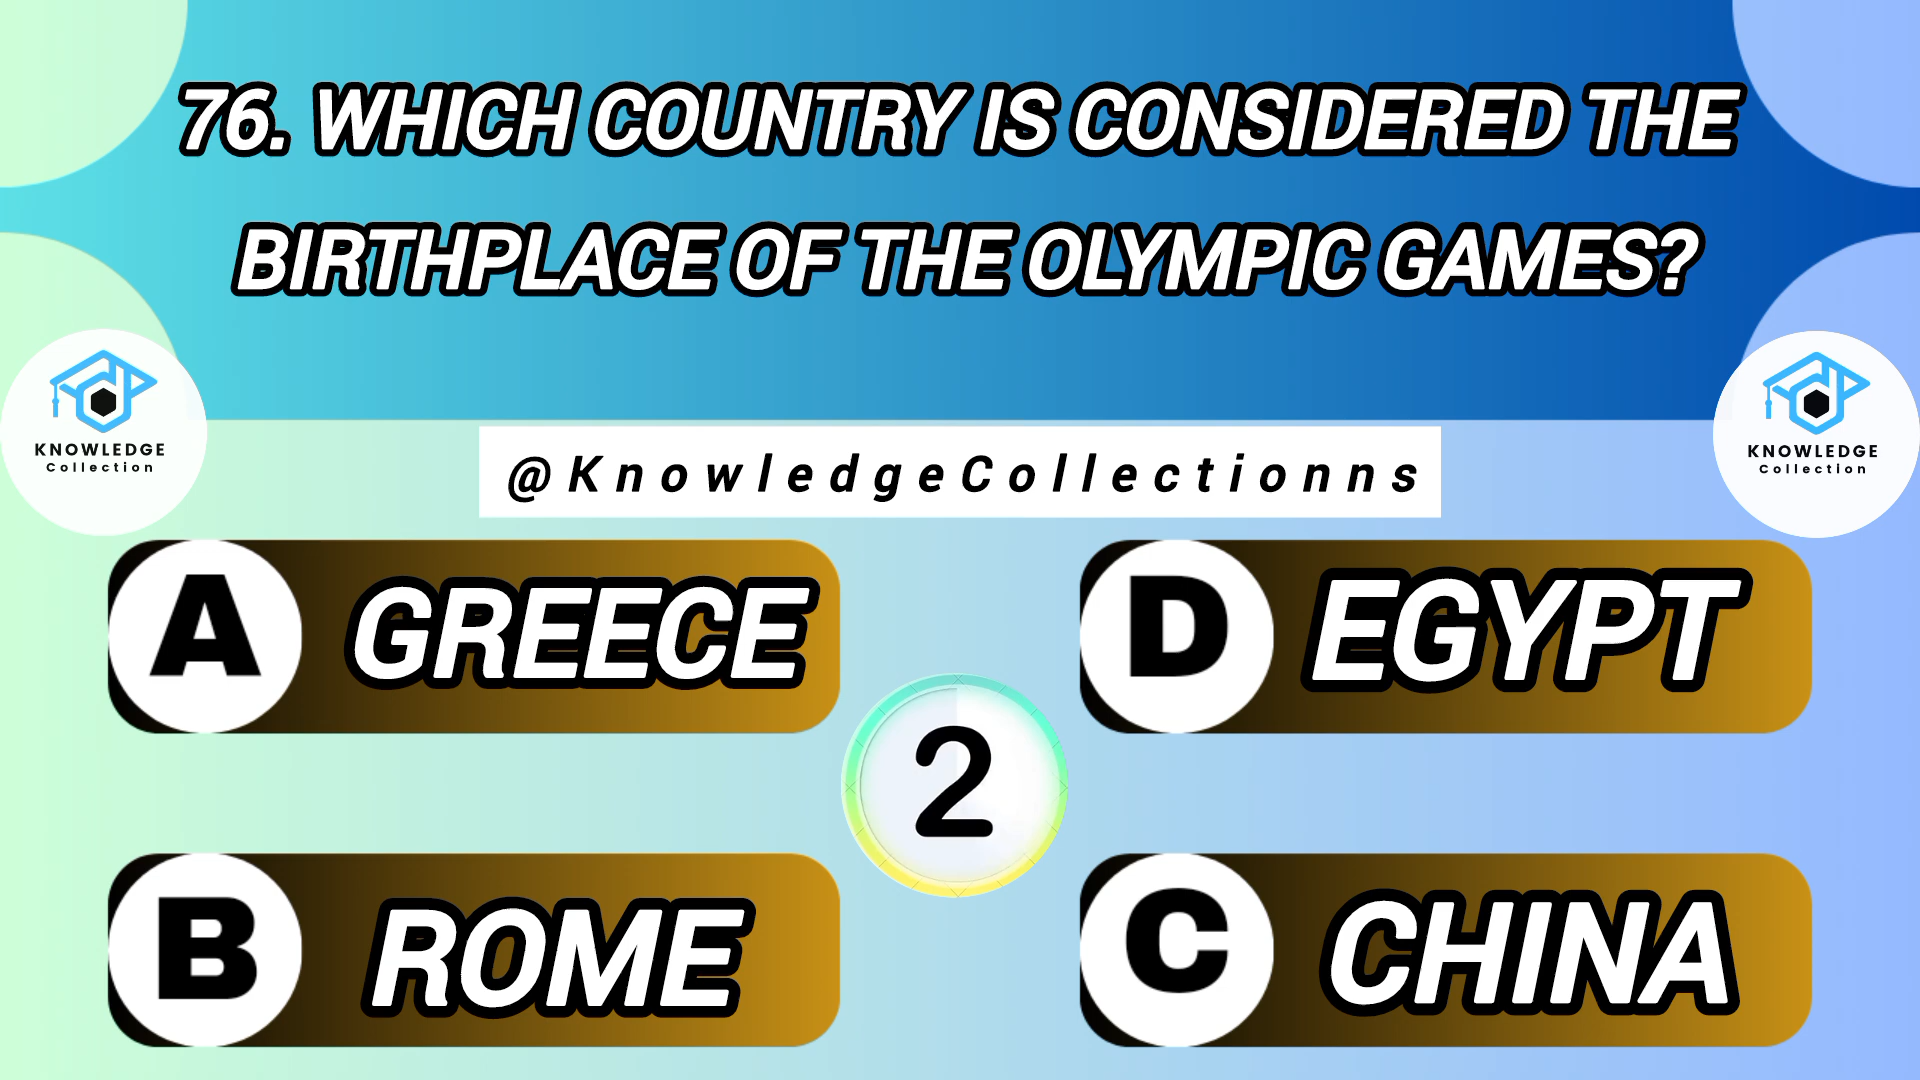 76. WHICH COUNTRY IS CONSIDERED THE
BIRTHPLACE OF THE OLYMPIC GAMES?
KNOWLEDGE
Collection
KNOWLEDGE
Collection
@KnowledgeCollectionns
A GREECE
D EGYPT
2
B ROME
C CHINA